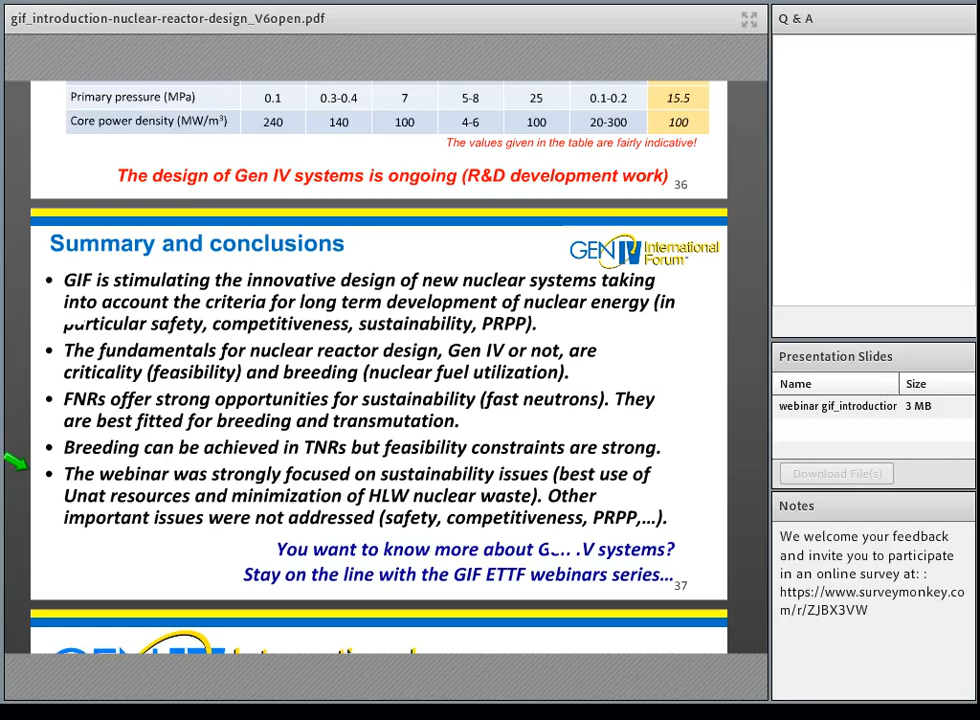 gif_introduction-nuclear-reactor-design_V6open.pdf
Q & A
Primary pressure (MPa) 0.1 0.3-0.4 7 5-8 25 0.1-0.2 15.5
Core power density (MW/m³) 240 140 100 4-6 100 20-300 100
The values given in the table are fairly indicative!
The design of Gen IV systems is ongoing (R&D development work)
36
Summary and conclusions
GEN IV International
Forum™
• GIF is stimulating the innovative design of new nuclear systems taking
into account the criteria for long term development of nuclear energy (in
particular safety, competitiveness, sustainability, PRPP).
• The fundamentals for nuclear reactor design, Gen IV or not, are
criticality (feasibility) and breeding (nuclear fuel utilization).
• FNRs offer strong opportunities for sustainability (fast neutrons). They
are best fitted for breeding and transmutation.
• Breeding can be achieved in TNRs but feasibility constraints are strong.
• The webinar was strongly focused on sustainability issues (best use of
Unat resources and minimization of HLW nuclear waste). Other
important issues were not addressed (safety, competitiveness, PRPP,...).
You want to know more about Gen IV systems?
Stay on the line with the GIF ETTF webinars series...
37
Presentation Slides
Name Size
webinar gif_introduction 3 MB
Download File(s)
Notes
We welcome your feedback
and invite you to participate
in an online survey at: :
https://www.surveymonkey.co
m/r/ZJBX3VW